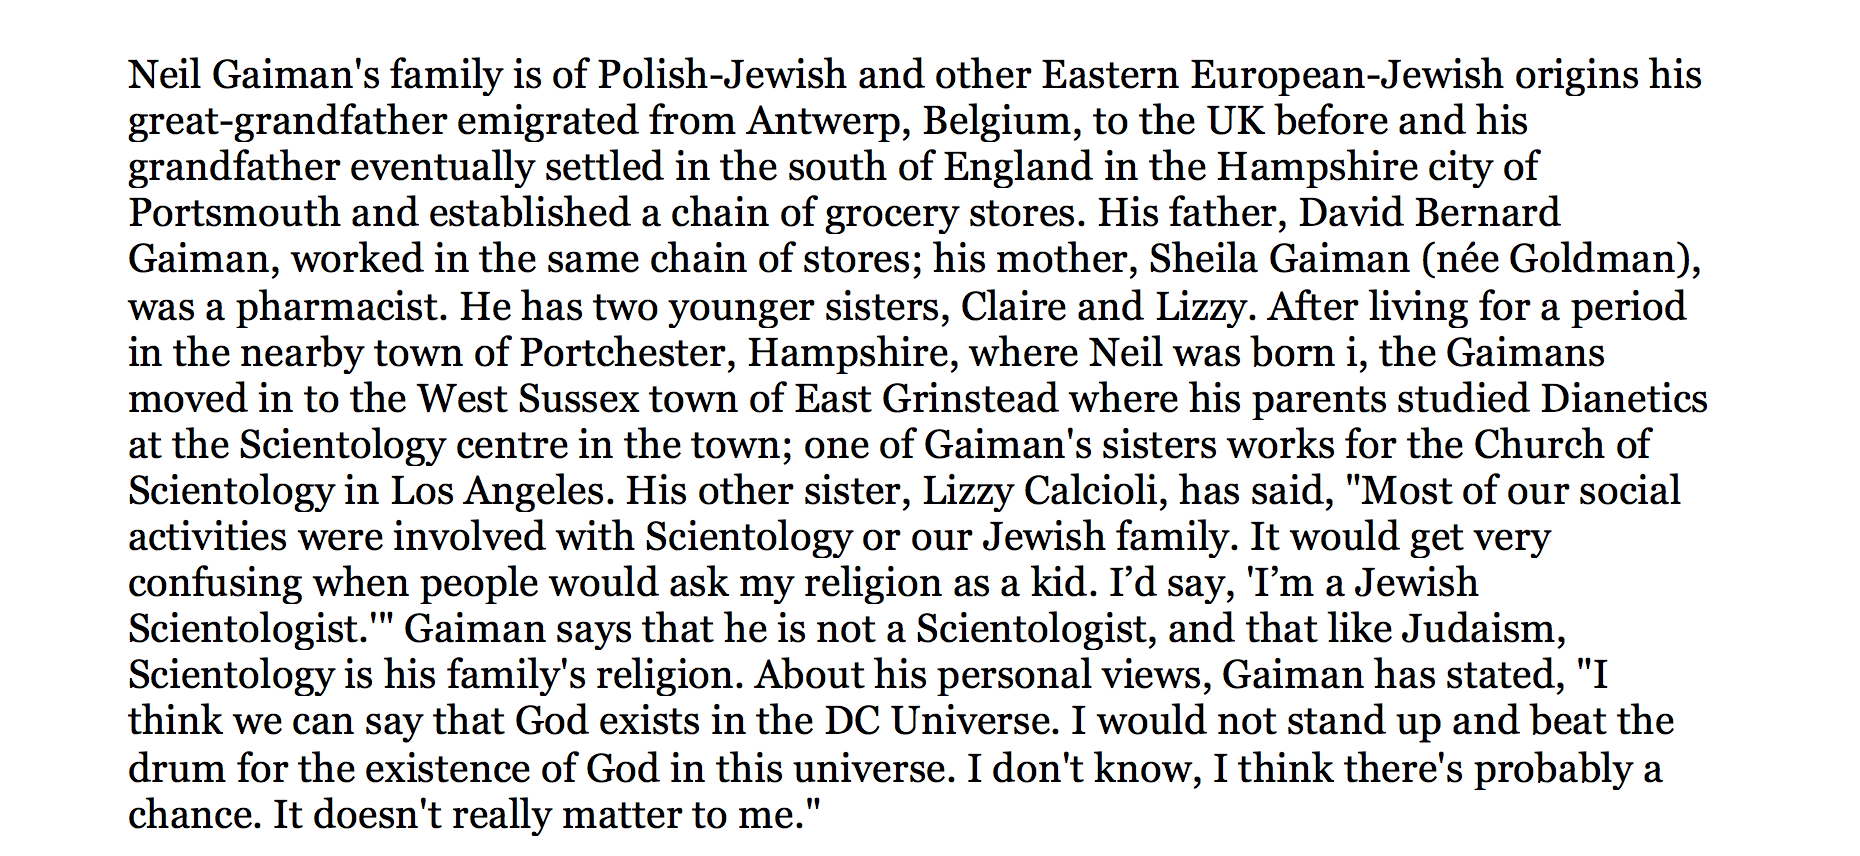 Neil Gaiman's family is of Polish-Jewish and other Eastern European-Jewish origins his
great-grandfather emigrated from Antwerp, Belgium, to the UK before and his
grandfather eventually settled in the south of England in the Hampshire city of
Portsmouth and established a chain of grocery stores. His father, David Bernard
Gaiman, worked in the same chain of stores; his mother, Sheila Gaiman (née Goldman),
was a pharmacist. He has two younger sisters, Claire and Lizzy. After living for a period
in the nearby town of Portchester, Hampshire, where Neil was born i, the Gaimans
moved in to the West Sussex town of East Grinstead where his parents studied Dianetics
at the Scientology centre in the town; one of Gaiman's sisters works for the Church of
Scientology in Los Angeles. His other sister, Lizzy Calcioli, has said, "Most of our social
activities were involved with Scientology or our Jewish family. It would get very
confusing when people would ask my religion as a kid. I’d say, 'I’m a Jewish
Scientologist.'" Gaiman says that he is not a Scientologist, and that like Judaism,
Scientology is his family's religion. About his personal views, Gaiman has stated, "I
think we can say that God exists in the DC Universe. I would not stand up and beat the
drum for the existence of God in this universe. I don't know, I think there's probably a
chance. It doesn't really matter to me."